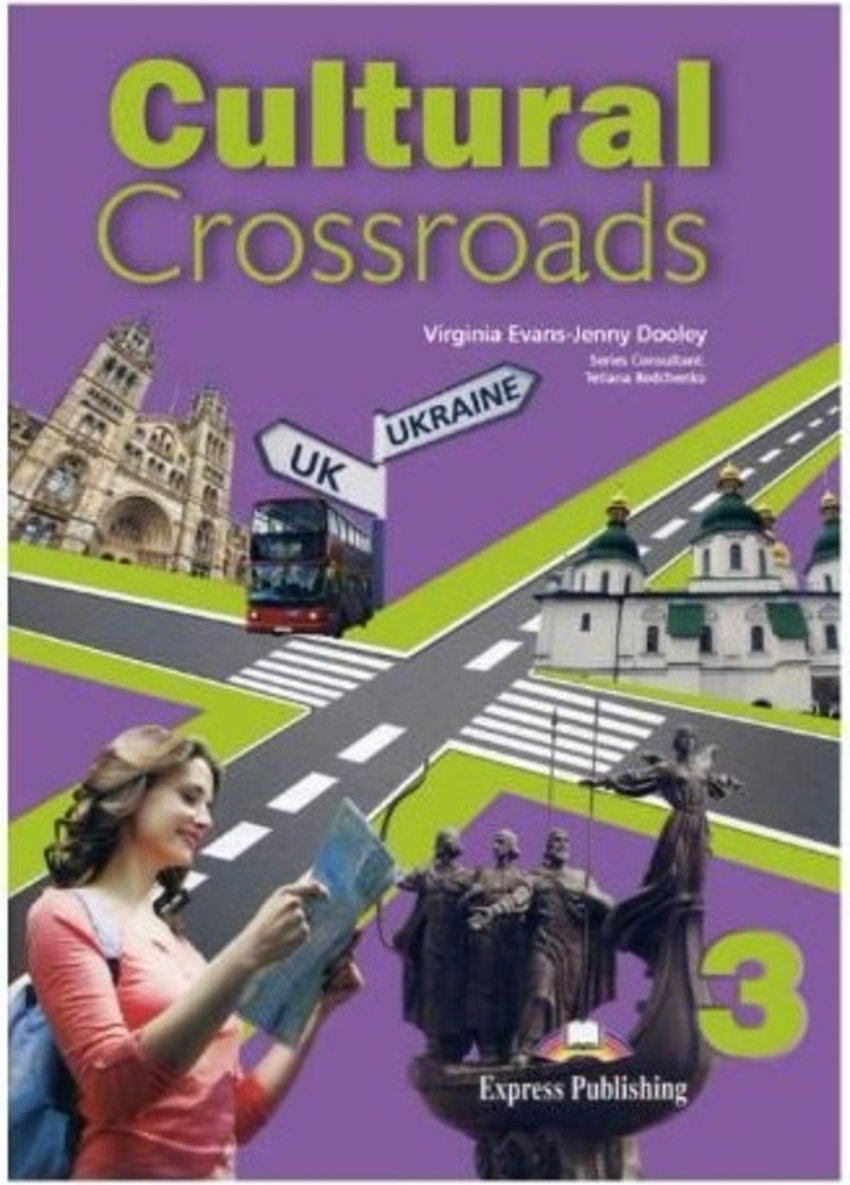 Cultural
Crossroads
Virginia Evans-Jenny Dooley
Series Consultant:
Tetiana Redchenko
UKRAINE
UK
3
Express Publishing